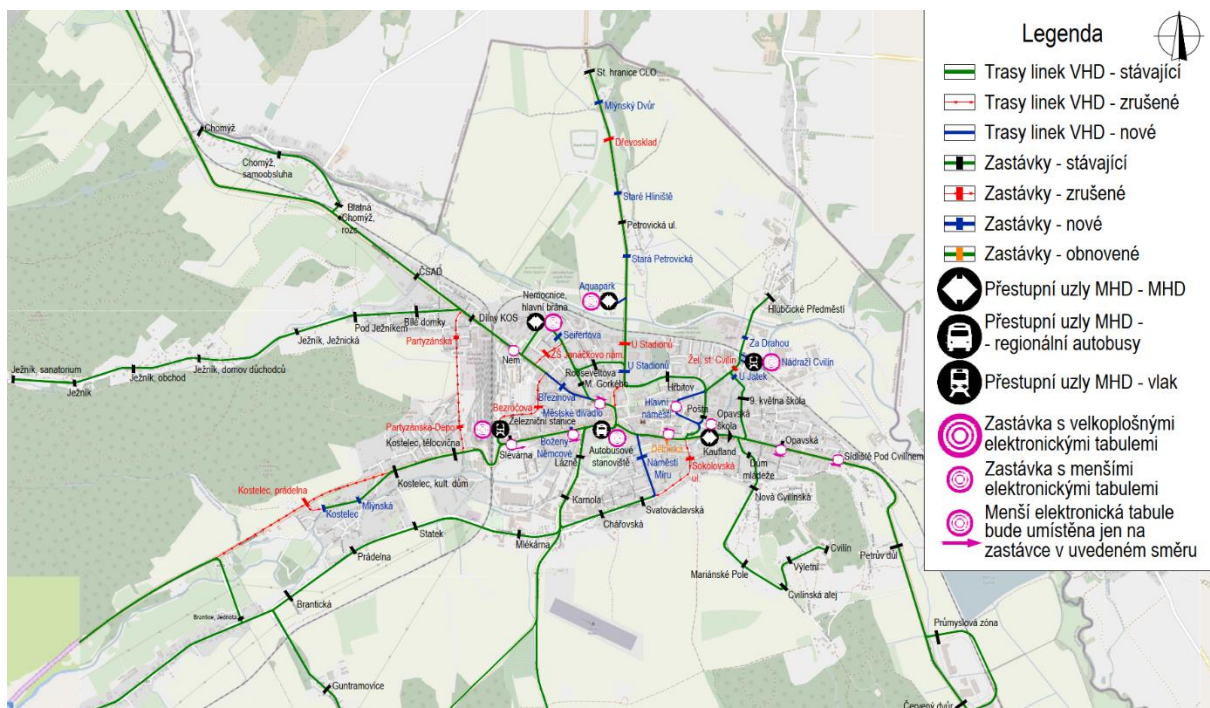 Legenda
Trasy linek VHD - stávající
Trasy linek VHD - zrušené
Trasy linek VHD - nové
Zastávky - stávající
Zastávky - zrušené
Zastávky - nové
Zastávky - obnovené
Přestupní uzly MHD - MHD
Přestupní uzly MHD -
- regionální autobusy
Přestupní uzly MHD - vlak
Zastávka s velkoplošnými
elektronickými tabulemi
Zastávka s menšími
elektronickými tabulemi
Menší elektronická tabule
bude umístěna jen na
zastávce v uvedeném směru
St. hranice CLO
Mlýnský Dvůr
Dřevosklad
Staré Hliniště
Petrovická ul.
Stará Petrovická
Chomýž
Chomýž,
samoobsluha
Blatná
Chomýž,
rozc.
ČSAD
Aquapark
Nemocnice,
hlavní brána
Hlubčické Předměstí
Dílny KOS
Bílé domky
Pod Ježníkem
Ježník, Ježnická
Ježník, domov důchodců
Ježník, obchod
Ježník
Ježník, sanatorium
Partyzánská
Seifertova
ZŠ Janáčkovo nám.
Nem.
U Stadionů
Za Drahou
Žel. st. Cvilín
Nádraží Cvilín
U Jatek
Rooseveltova
M. Gorkého
U Stadionů
Hřbitov
Březinova
Bezručova
Městské divadlo
Hlavní
náměstí
Pošta
Opavská
škola
9. května škola
Partyzánská-Depo
Železniční stanice
Kostelec, tělocvična
Slévárna
Boženy
Němcové
Lázně
Autobusové
stanoviště
Náměstí
Míru
Sokolovská
ul.
Kaufland
Opavská
Sídliště Pod Cvilínem
Dům
mládeže
Kostelec, prádelna
Kostelec, kult. dům
Mlýnská
Kostelec
Karnola
Svatováclavská
Chářovská
Nová Cvilínská
Statek
Mlékárna
Prádelna
Cvilín
Výletní
Petrův důl
Mariánské Pole
Cvilínská alej
Brantická
Brantice, Jednota
Průmyslová zóna
Guntramovice
Červený dvůr